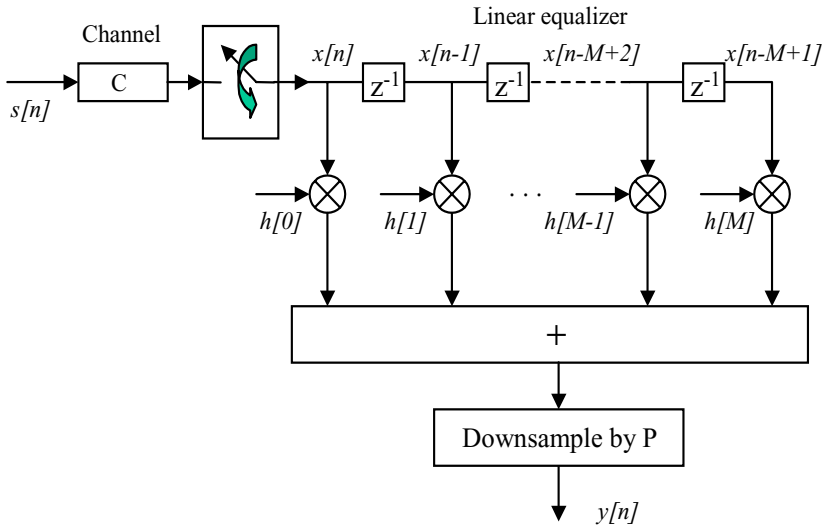 Linear equalizer
Channel
x[n] x[n-1] x[n-M+2] x[n-M+1]
C z-1 z-1 z-1
s[n]
. . .
h[0] h[1] h[M-1] h[M]
+
Downsample by P
y[n]